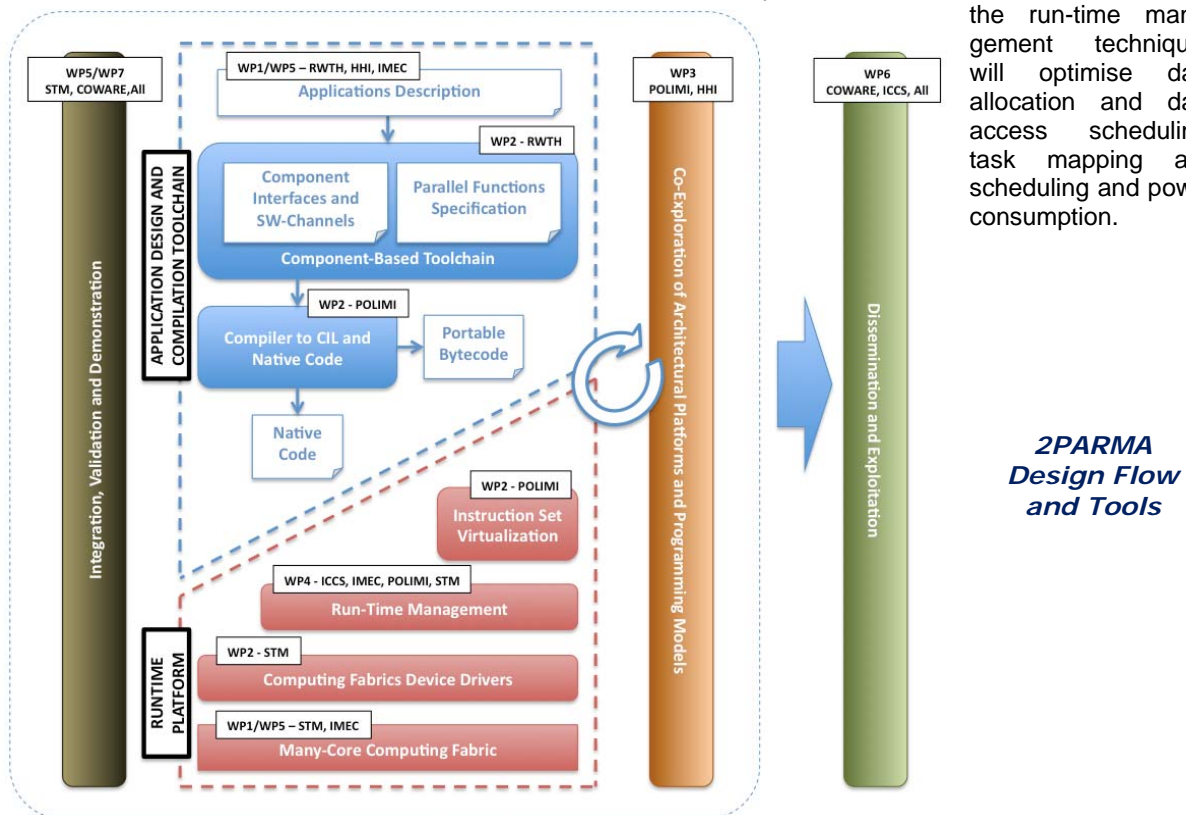 the run-time
gement
will optimise
allocation and
access
task mapping
scheduling and
consumption.
WP5/WP7
STM, COWARE,All
Integration, Validation and Demonstration
APPLICATION DESIGN AND
COMPILATION TOOLCHAIN
WP1/WP5 – RWTH, HHI, IMEC
Applications Description
WP2 - RWTH
Component
Interfaces and
SW-Channels
Parallel Functions
Specification
Component-Based Toolchain
WP2 - POLIMI
Compiler to CIL and
Native Code
Portable
Bytecode
Native
Code
WP2 - POLIMI
Instruction Set
Virtualization
RUNTIME
PLATFORM
WP4 - ICCS, IMEC, POLIMI, STM
Run-Time Management
WP2 - STM
Computing Fabrics Device Drivers
WP1/WP5 – STM, IMEC
Many-Core Computing Fabric
WP3
POLIMI, HHI
Co-Exploration of Architectural Platforms and Programming Models
WP6
COWARE, ICCS, All
Dissemination and Exploitation
2PARMA
Design Flow
and Tools